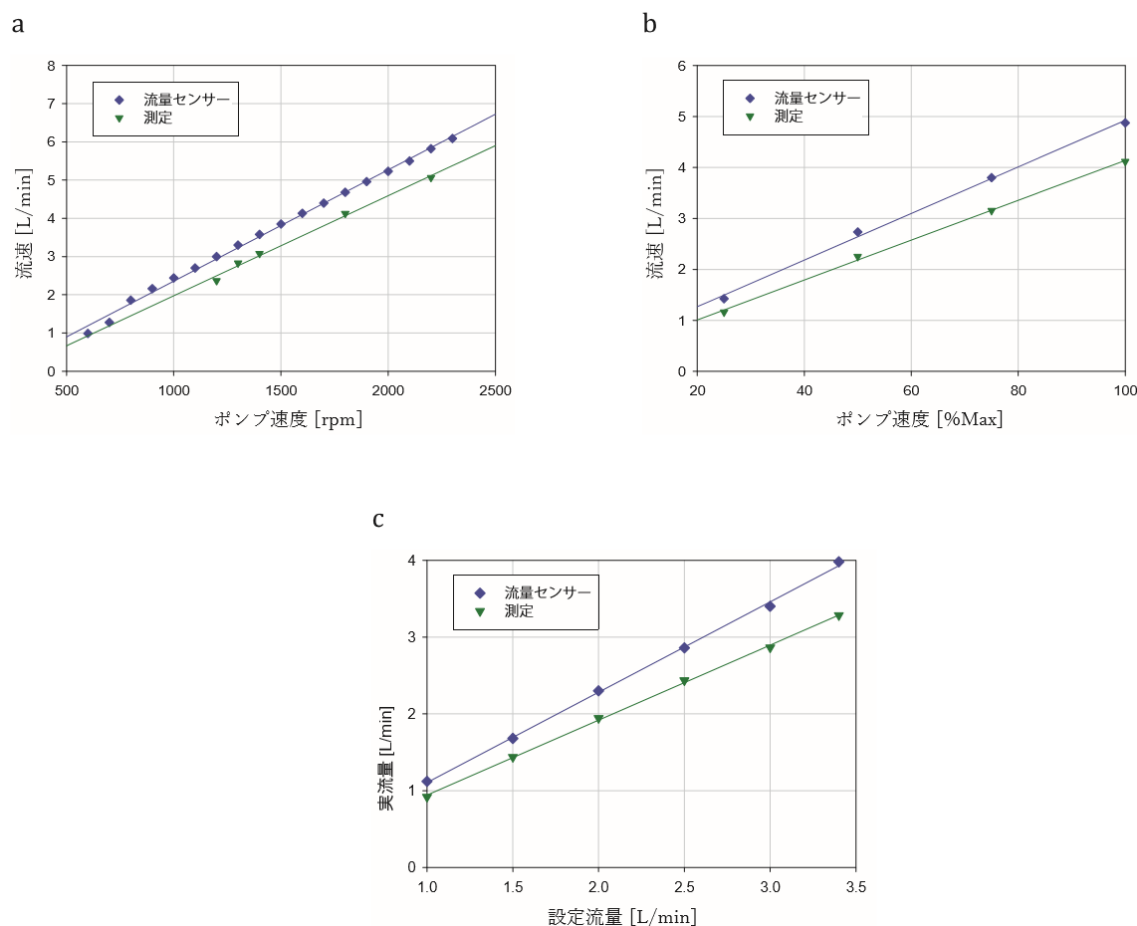 a
8
7
6
5
4
3
2
1
0
流量センサー
測定
流速 [L/min]
500 1000 1500 2000 2500
ポンプ速度 [rpm]
b
6
5
4
3
2
1
0
流量センサー
測定
流速 [L/min]
20 40 60 80 100
ポンプ速度 [%Max]
c
4
3
2
1
0
流量センサー
測定
実流量 [L/min]
1.0 1.5 2.0 2.5 3.0 3.5
設定流量 [L/min]